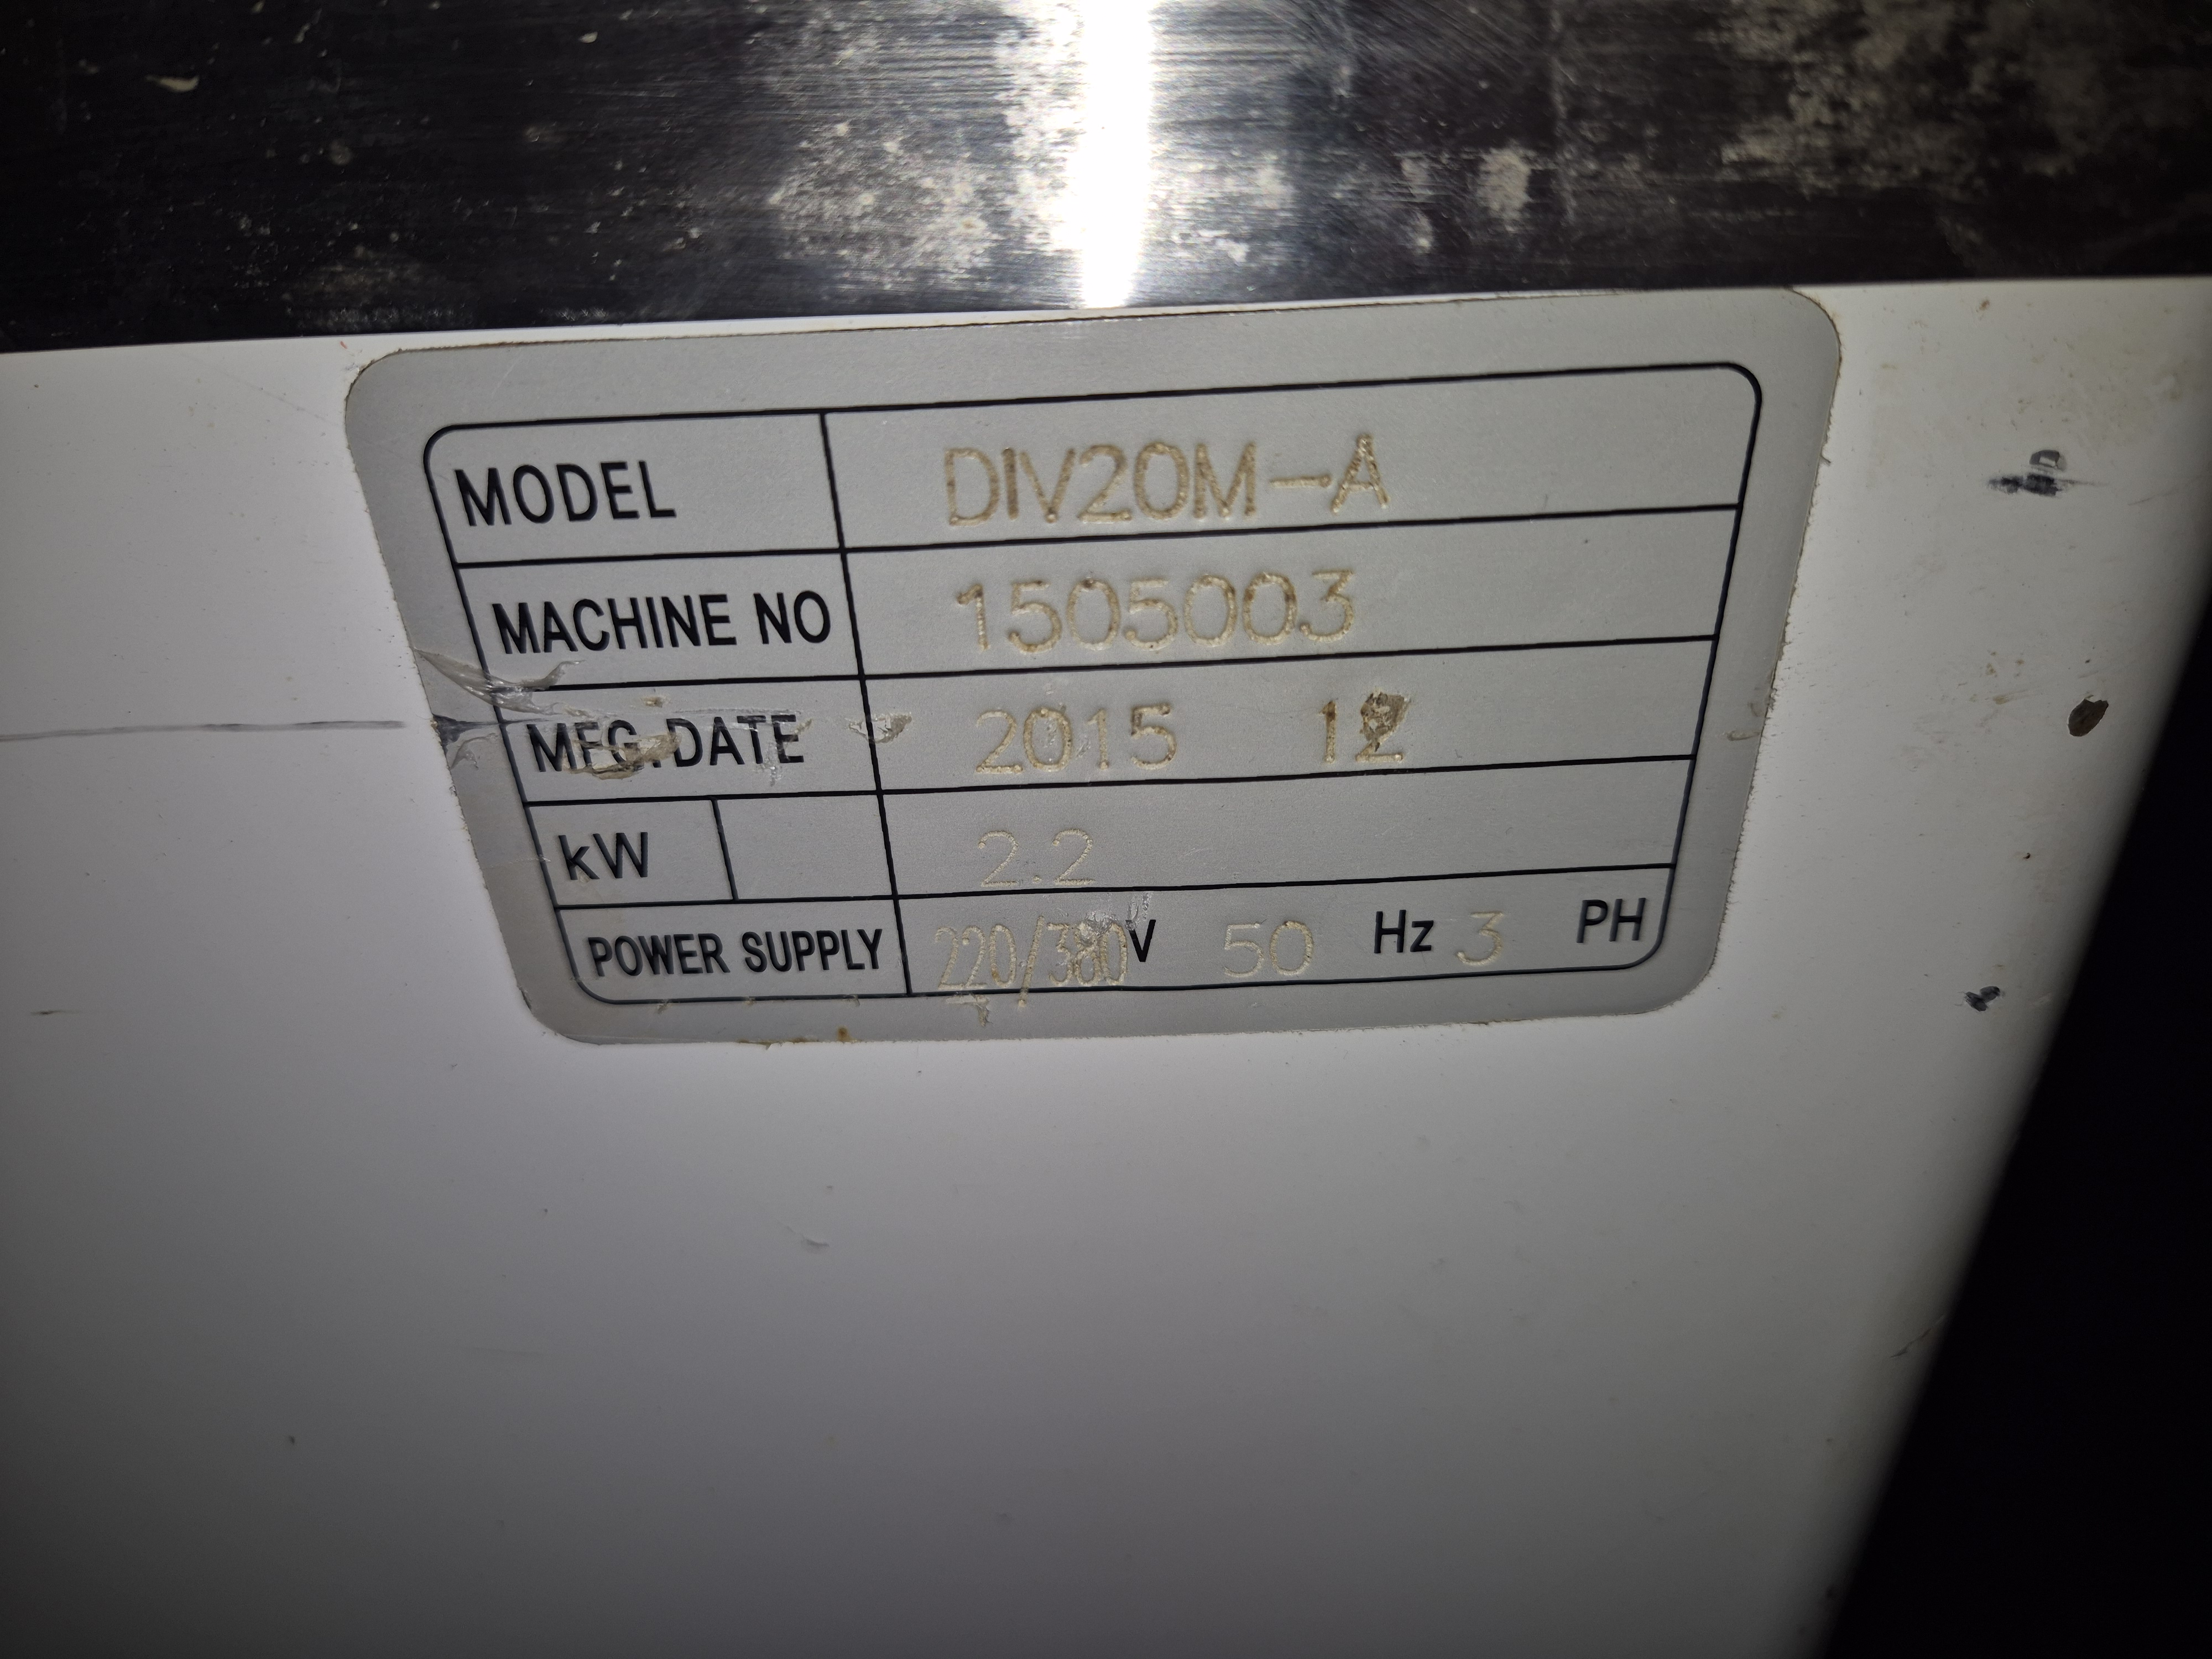 MODEL DIV20M-A
MACHINE NO 1505003
MFG.DATE 2015 12
kW 2.2
POWER SUPPLY 220/380V 50 Hz 3 PH